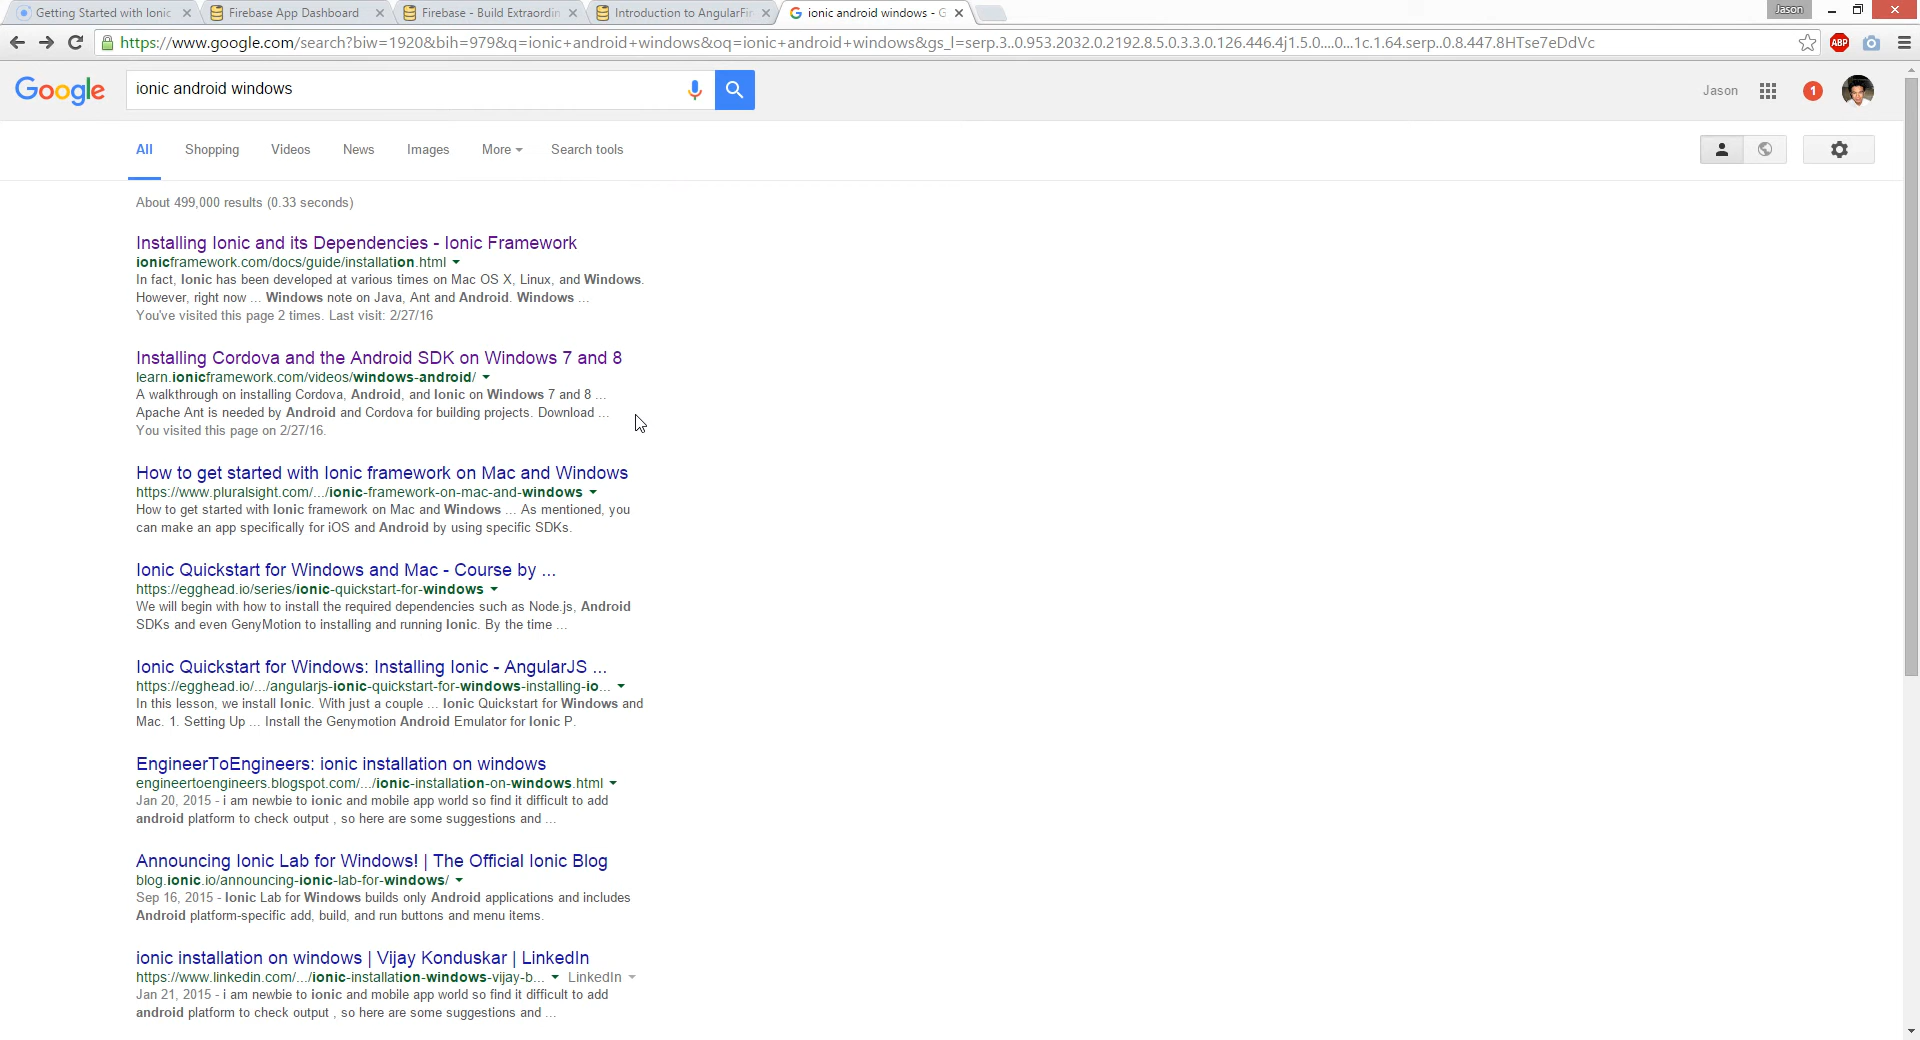 Getting Started with Ionic
Firebase App Dashboard
Firebase - Build Extraordin
Introduction to AngularFir
ionic android windows - G
Jason
https://www.google.com/search?biw=1920&bih=979&q=ionic+android+windows&oq=ionic+android+windows&gs_l=serp.3..0.953.2032.0.2192.8.5.0.3.3.0.126.446.4j1.5.0....0...1c.1.64.serp..0.8.447.8HTse7eDdVc
ABP
Google
ionic android windows
Jason
1
All
Shopping
Videos
News
Images
More
Search tools
About 499,000 results (0.33 seconds)
Installing Ionic and its Dependencies - Ionic Framework
ionicframework.com/docs/guide/installation.html
In fact, Ionic has been developed at various times on Mac OS X, Linux, and Windows.
However, right now ... Windows note on Java, Ant and Android. Windows ...
You've visited this page 2 times. Last visit: 2/27/16
Installing Cordova and the Android SDK on Windows 7 and 8
learn.ionicframework.com/videos/windows-android/
A walkthrough on installing Cordova, Android, and Ionic on Windows 7 and 8 ...
Apache Ant is needed by Android and Cordova for building projects. Download ...
You visited this page on 2/27/16.
How to get started with Ionic framework on Mac and Windows
https://www.pluralsight.com/.../ionic-framework-on-mac-and-windows
How to get started with Ionic framework on Mac and Windows ... As mentioned, you
can make an app specifically for iOS and Android by using specific SDKs.
Ionic Quickstart for Windows and Mac - Course by ...
https://egghead.io/series/ionic-quickstart-for-windows
We will begin with how to install the required dependencies such as Node.js, Android
SDKs and even GenyMotion to installing and running Ionic. By the time ...
Ionic Quickstart for Windows: Installing Ionic - AngularJS ...
https://egghead.io/.../angularjs-ionic-quickstart-for-windows-installing-io...
In this lesson, we install Ionic. With just a couple ... Ionic Quickstart for Windows and
Mac. 1. Setting Up ... Install the Genymotion Android Emulator for Ionic P.
EngineerToEngineers: ionic installation on windows
engineertoengineers.blogspot.com/.../ionic-installation-on-windows.html
Jan 20, 2015 - i am newbie to ionic and mobile app world so find it difficult to add
android platform to check output , so here are some suggestions and ...
Announcing Ionic Lab for Windows! | The Official Ionic Blog
blog.ionic.io/announcing-ionic-lab-for-windows/
Sep 16, 2015 - Ionic Lab for Windows builds only Android applications and includes
Android platform-specific add, build, and run buttons and menu items.
ionic installation on windows | Vijay Konduskar | LinkedIn
https://www.linkedin.com/.../ionic-installation-windows-vijay-b... LinkedIn
Jan 21, 2015 - i am newbie to ionic and mobile app world so find it difficult to add
android platform to check output , so here are some suggestions and ...